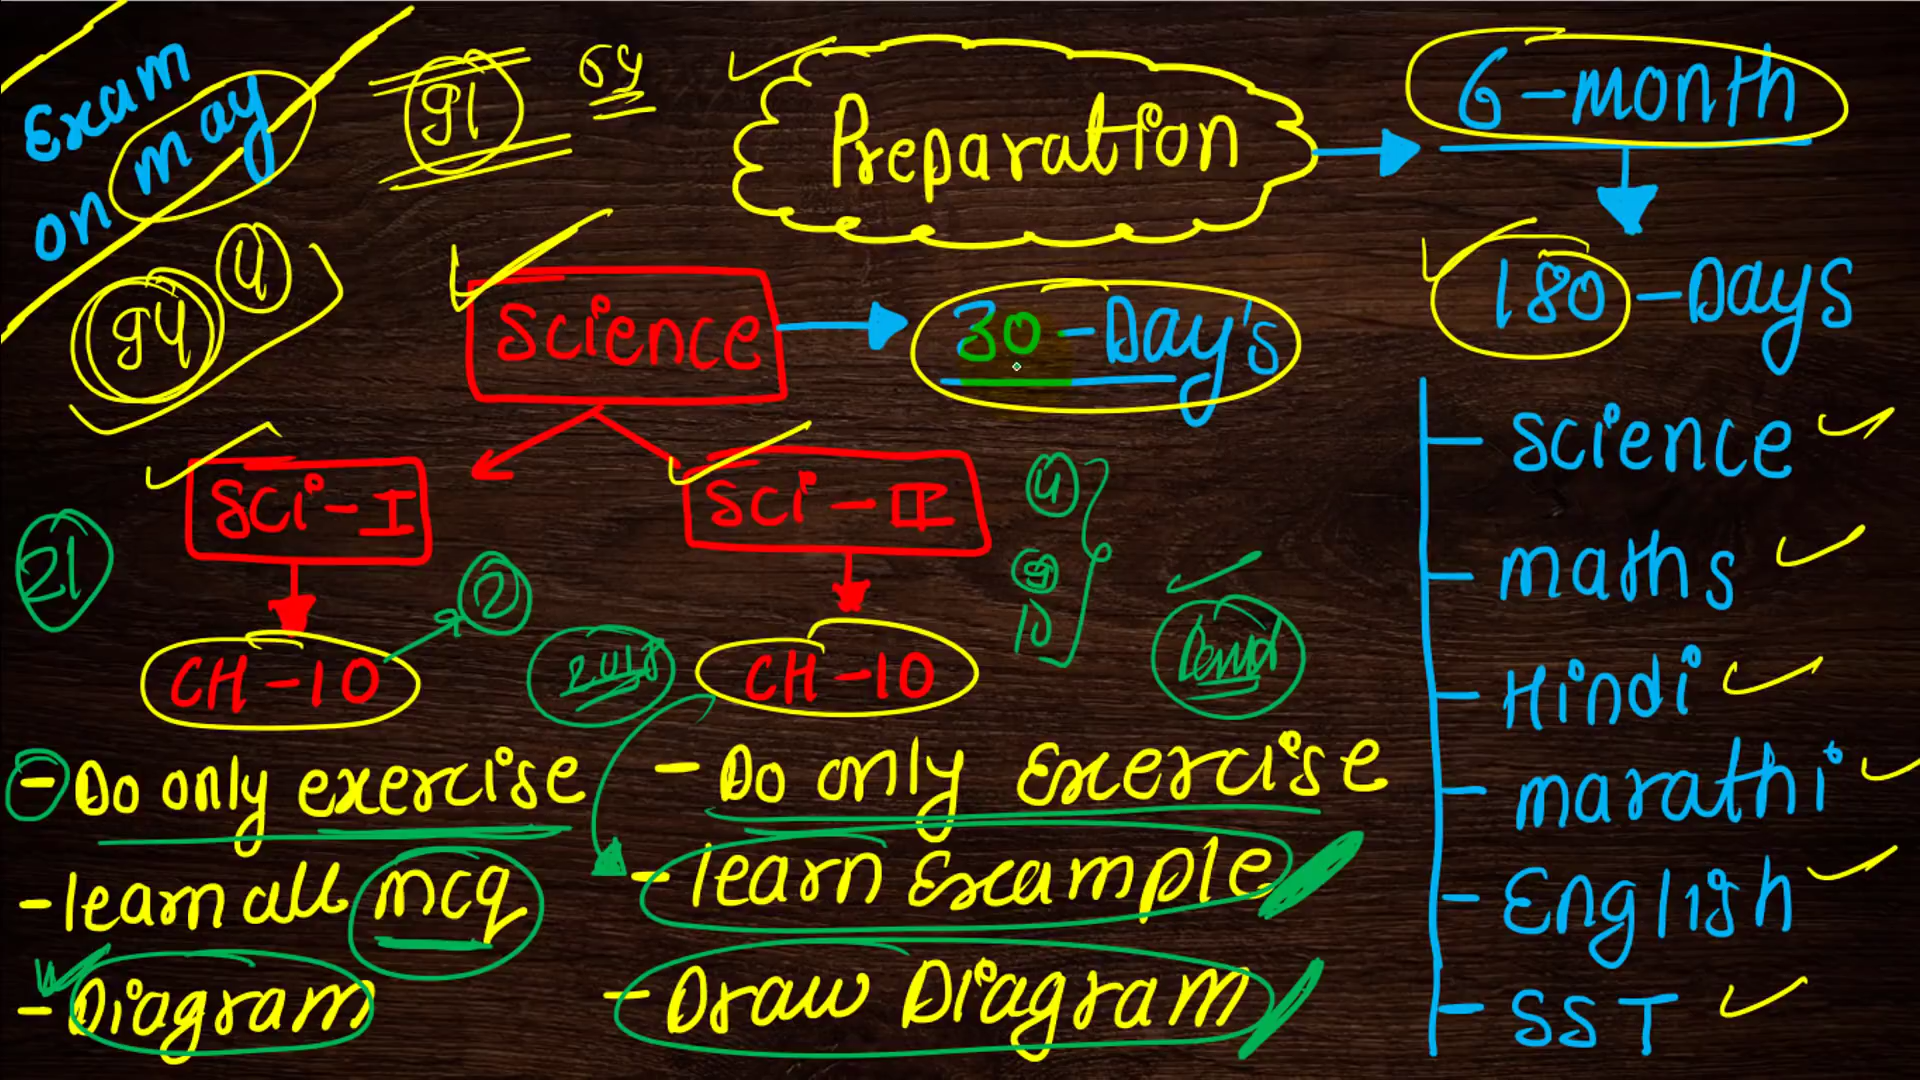 Exam
on may
91
Preparation
6-month
180-Days
94
4
Science
30-Day's
Sci-I
Sci-II
21
2
CH-10
CH-10
4
9
10
- Do only exercise
- learn all mcq
- Diagram
- Do only Exercise
- learn Example
- Draw Diagram
- Science
- maths
- Hindi
- marathi
- English
- SST